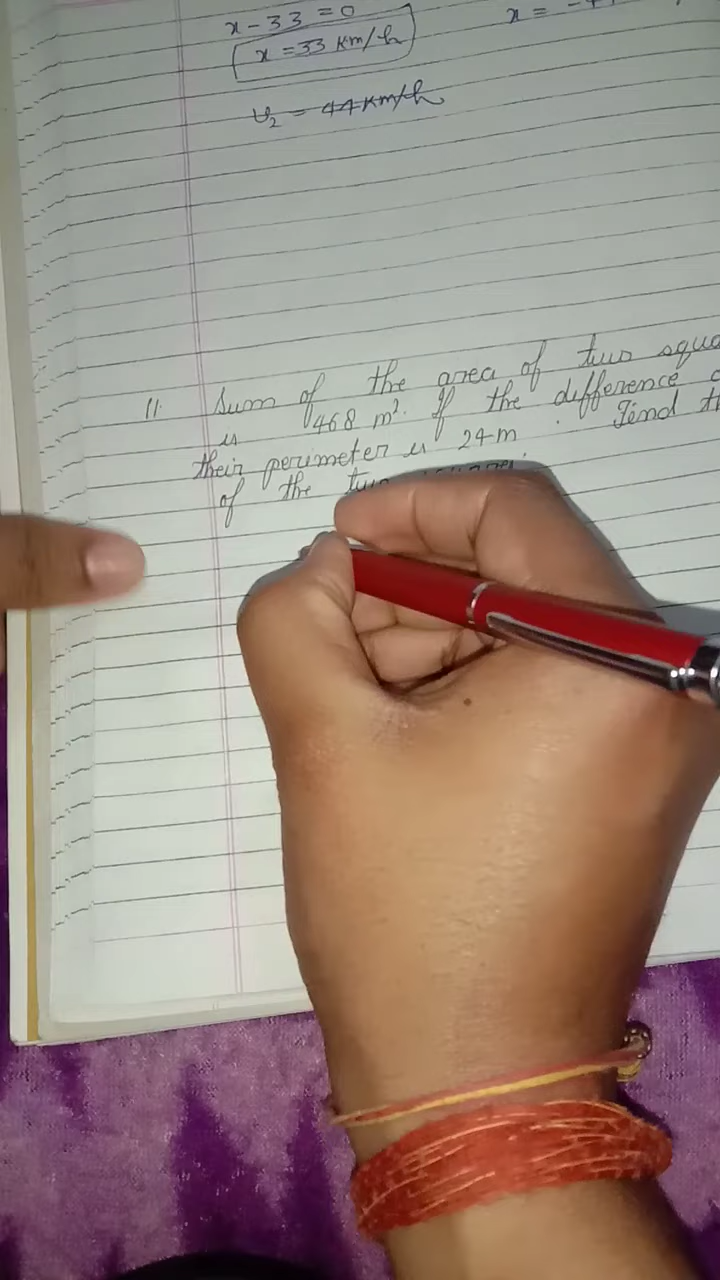 x - 33 = 0
x = 33 km/h
x = -
v₂ = 44 km/h
11. Sum of the area of two
is 468 m². If the difference
their perimeter is 24 m. Find
of the two